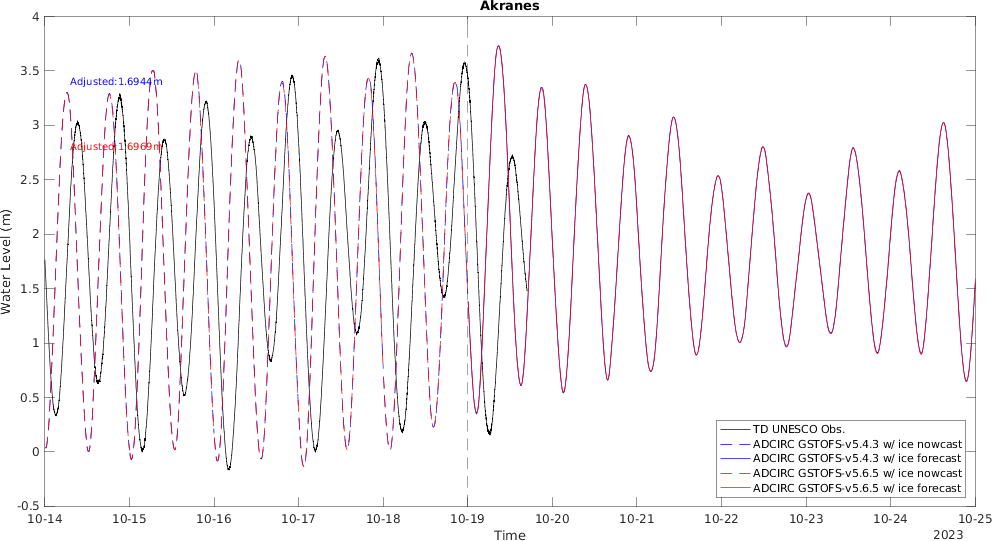 Akranes
4
3.5
3
2.5
2
1.5
1
0.5
0
-0.5
Water Level (m)
Adjusted:1.6944m
Adjusted:1.6969m
TD UNESCO Obs.
ADCIRC GSTOFS-v5.4.3 w/ ice nowcast
ADCIRC GSTOFS-v5.4.3 w/ ice forecast
ADCIRC GSTOFS-v5.6.5 w/ ice nowcast
ADCIRC GSTOFS-v5.6.5 w/ ice forecast
10-14 10-15 10-16 10-17 10-18 10-19 10-20 10-21 10-22 10-23 10-24 10-25
Time
2023